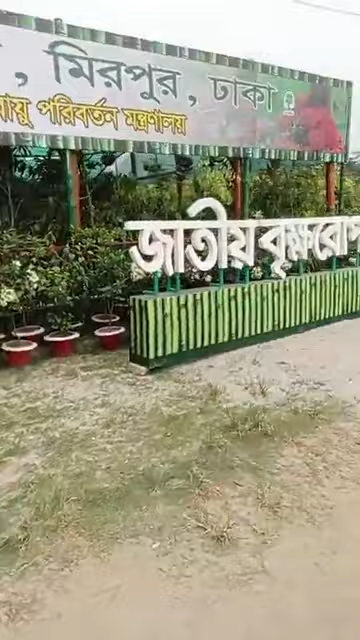 , মিরপুর, ঢাকা
বায়ু পরিবর্তন মন্ত্রণালয়
জাতীয় বৃক্ষরোপ